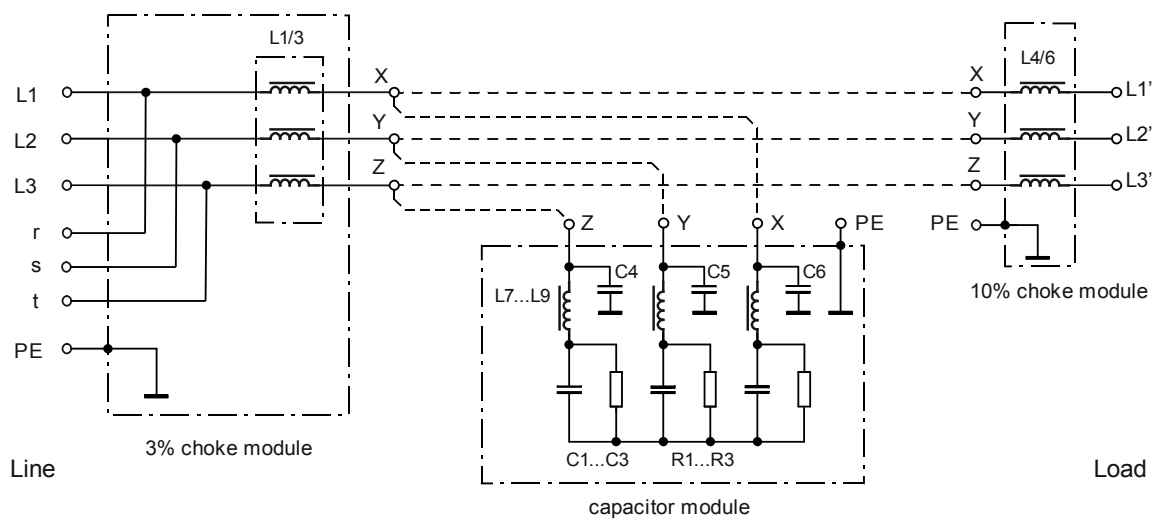 L1/3
L4/6
L1
X
X
L1’
L2
Y
Y
L2’
L3
Z
Z
L3’
r
Z
Y
X
PE
PE
s
C4
C5
C6
t
L7...L9
10% choke module
PE
3% choke module
C1...C3
R1...R3
Line
Load
capacitor module